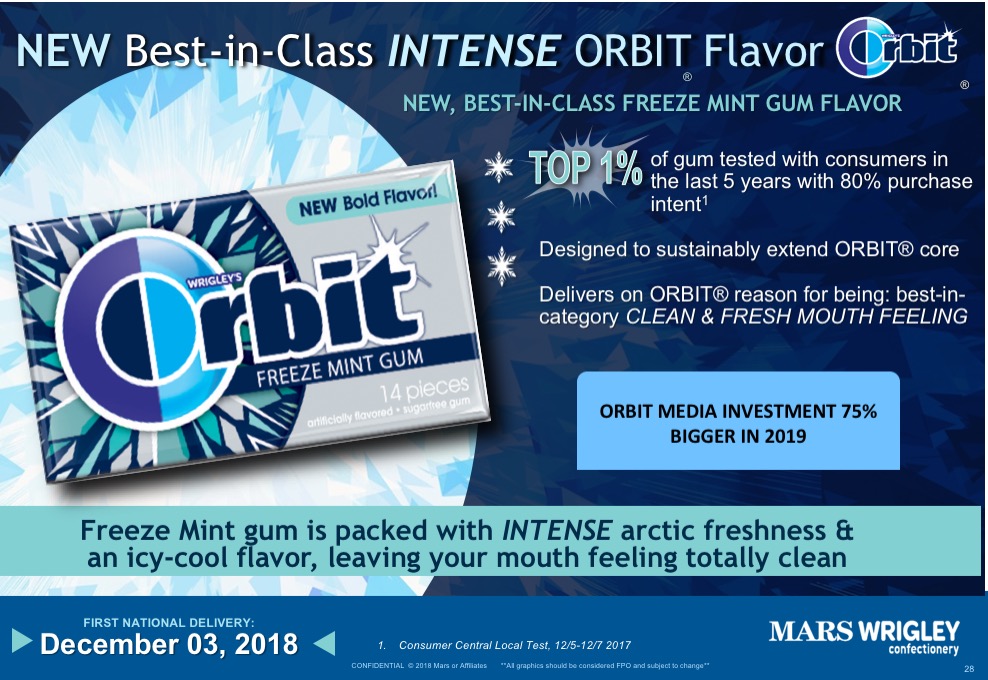 NEW Best-in-Class INTENSE ORBIT Flavor
®
WRIGLEY'S
Orbit
®
NEW, BEST-IN-CLASS FREEZE MINT GUM FLAVOR
TOP 1% of gum tested with consumers in
the last 5 years with 80% purchase
intent¹
Designed to sustainably extend ORBIT® core
Delivers on ORBIT® reason for being: best-in-
category CLEAN & FRESH MOUTH FEELING
NEW Bold Flavor!
WRIGLEY'S
Orbit
FREEZE MINT GUM
14 pieces
artificially flavored • sugarfree gum
ORBIT MEDIA INVESTMENT 75%
BIGGER IN 2019
Freeze Mint gum is packed with INTENSE arctic freshness &
an icy-cool flavor, leaving your mouth feeling totally clean
FIRST NATIONAL DELIVERY:
December 03, 2018
1. Consumer Central Local Test, 12/5-12/7 2017
CONFIDENTIAL © 2018 Mars or Affiliates **All graphics should be considered FPO and subject to change**
MARS WRIGLEY
confectionery
28